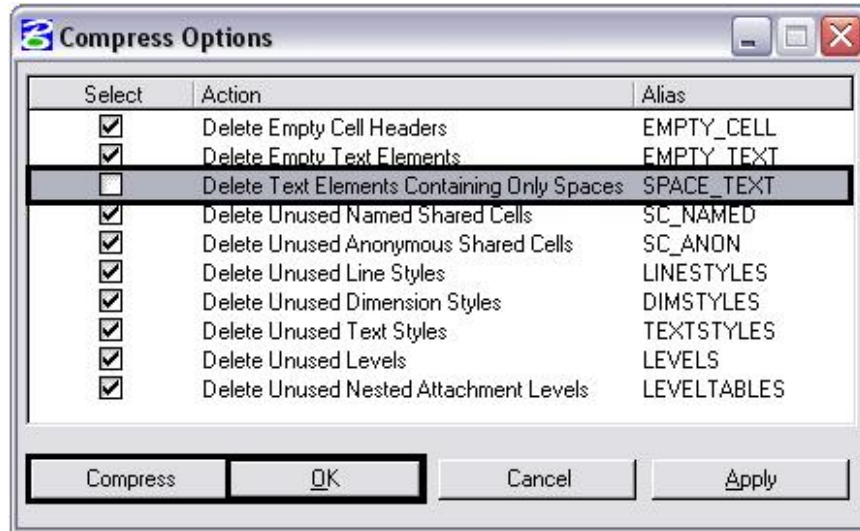 Compress Options
Select Action Alias
Delete Empty Cell Headers EMPTY_CELL
Delete Empty Text Elements EMPTY_TEXT
Delete Text Elements Containing Only Spaces SPACE_TEXT
Delete Unused Named Shared Cells SC_NAMED
Delete Unused Anonymous Shared Cells SC_ANON
Delete Unused Line Styles LINESTYLES
Delete Unused Dimension Styles DIMSTYLES
Delete Unused Text Styles TEXTSTYLES
Delete Unused Levels LEVELS
Delete Unused Nested Attachment Levels LEVELTABLES
Compress OK Cancel Apply